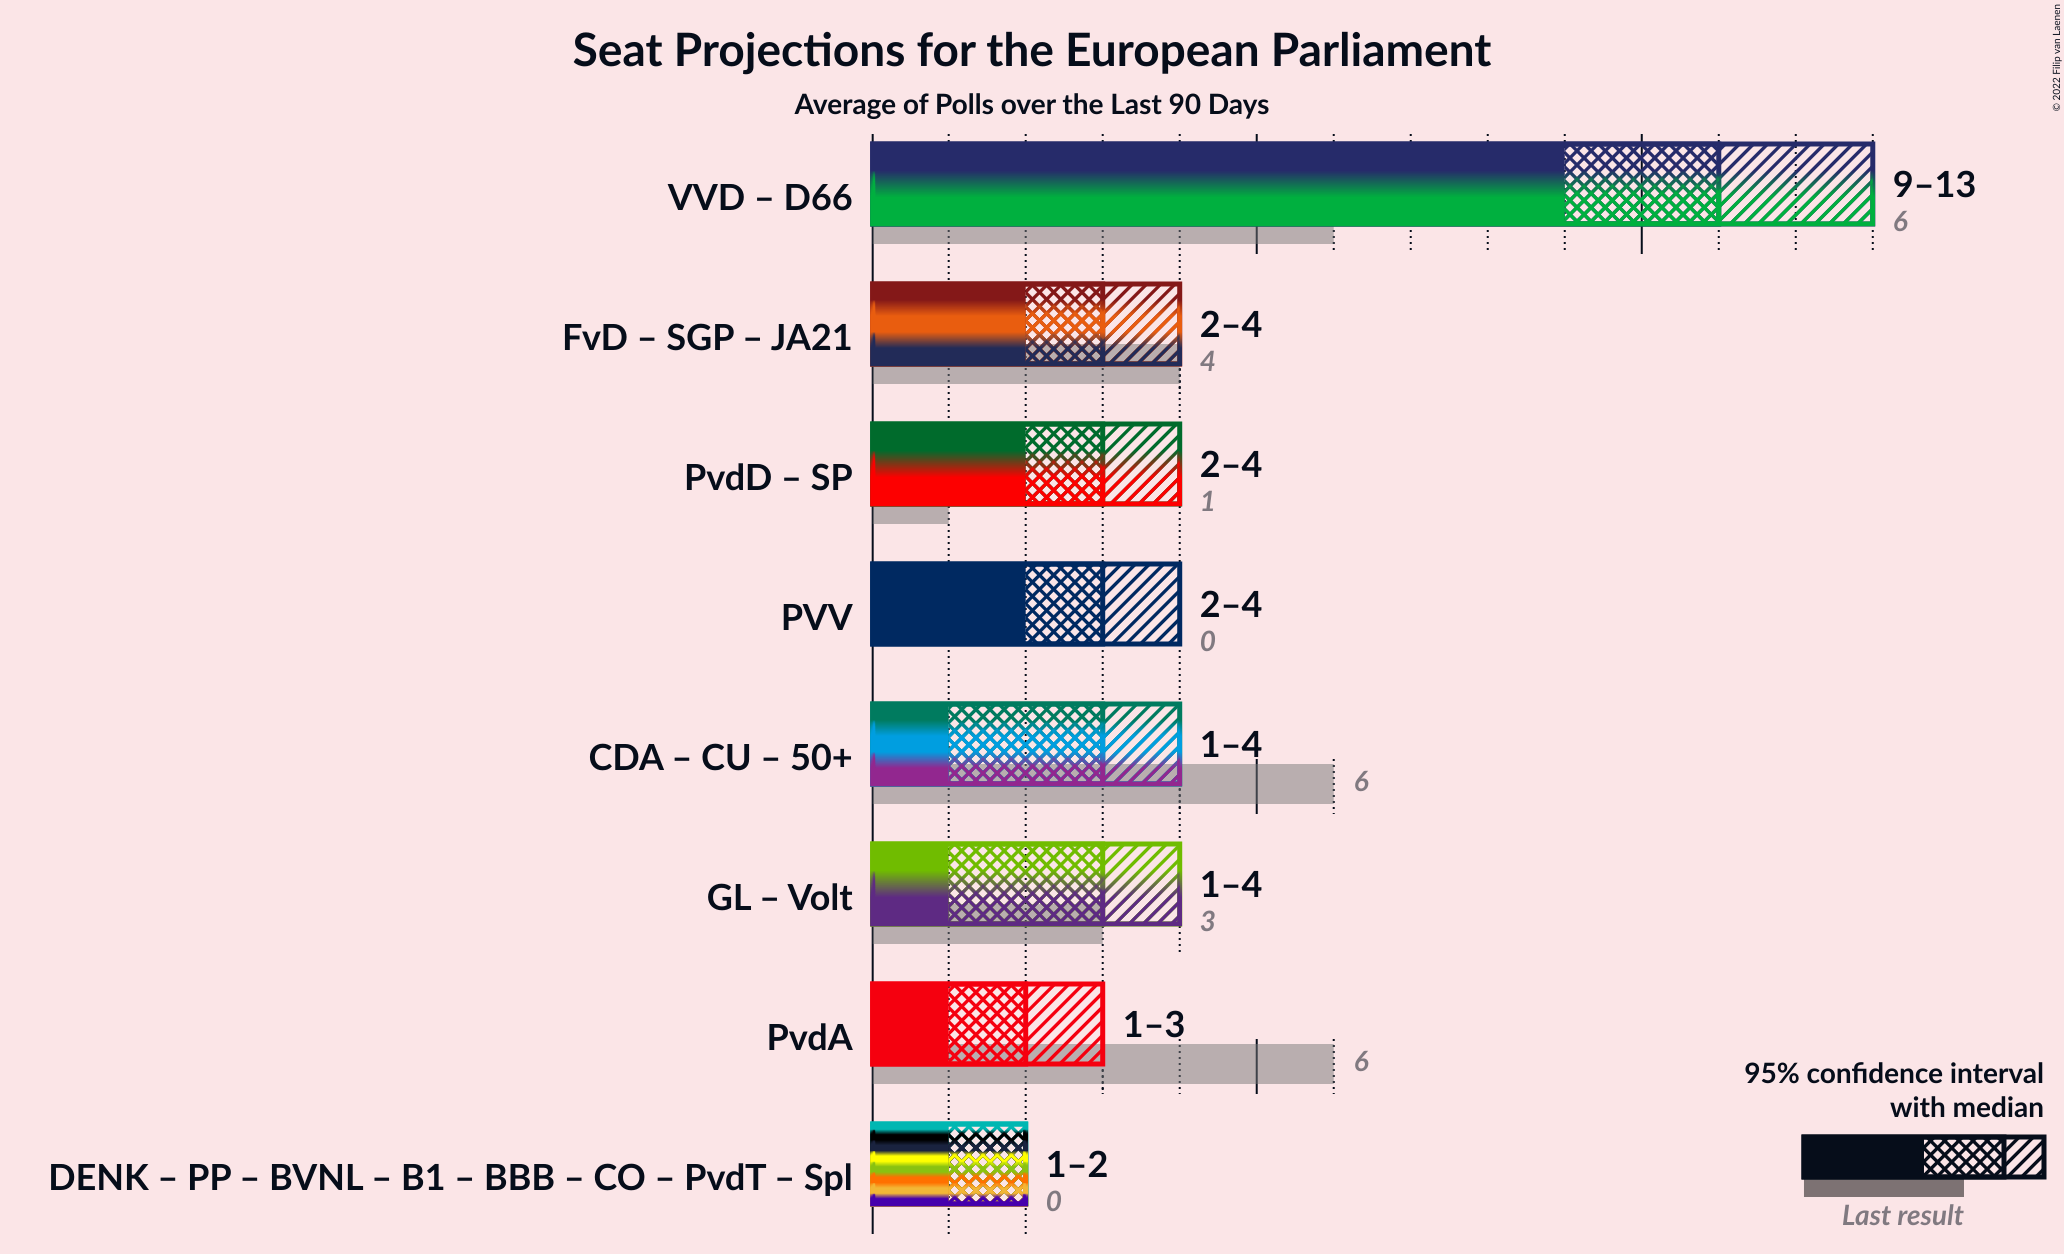 Seat Projections for the European Parliament
Average of Polls over the Last 90 Days
© 2022 Filip van Laenen
VVD – D66
9–13
6
FvD – SGP – JA21
2–4
4
PvdD – SP
2–4
1
PVV
2–4
0
CDA – CU – 50+
1–4
6
GL – Volt
1–4
3
PvdA
1–3
6
DENK – PP – BVNL – B1 – BBB – CO – PvdT – Spl
1–2
0
95% confidence interval
with median
Last result